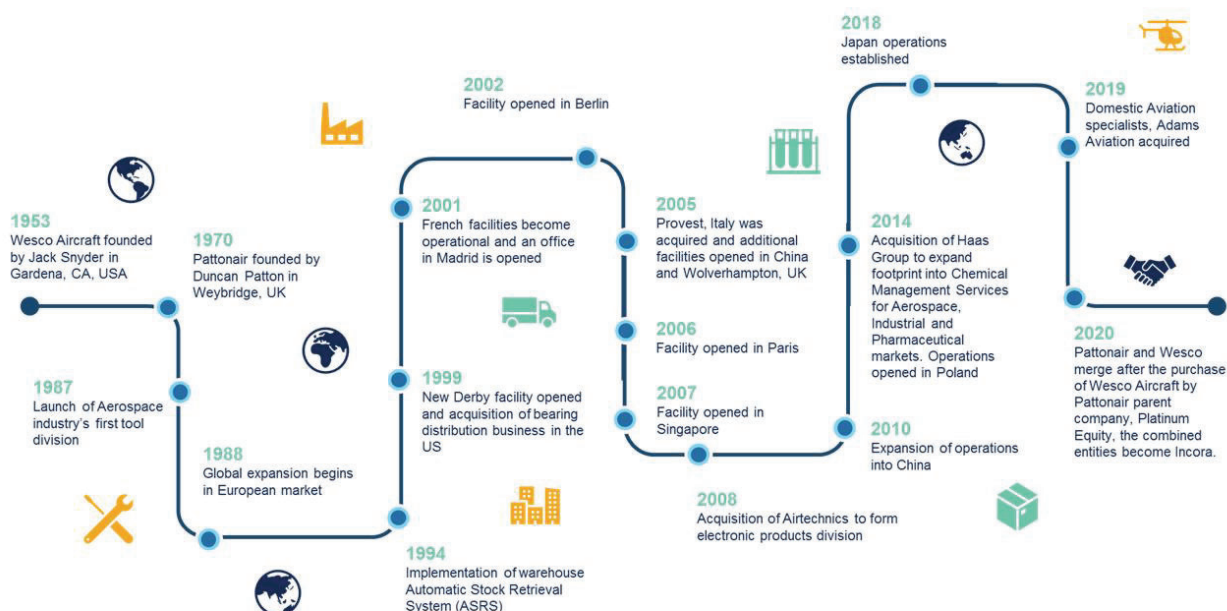 1953
Wesco Aircraft founded
by Jack Snyder in
Gardena, CA, USA
1970
Pattonair founded by
Duncan Patton in
Weybridge, UK
1987
Launch of Aerospace
industry's first tool
division
1988
Global expansion begins
in European market
1994
Implementation of warehouse
Automatic Stock Retrieval
System (ASRS)
1999
New Derby facility opened
and acquisition of bearing
distribution business in the
US
2001
French facilities become
operational and an office
in Madrid is opened
2002
Facility opened in Berlin
2005
Provest, Italy was
acquired and additional
facilities opened in China
and Wolverhampton, UK
2006
Facility opened in Paris
2007
Facility opened in
Singapore
2008
Acquisition of Airtechnics to form
electronic products division
2010
Expansion of operations
into China
2014
Acquisition of Haas
Group to expand
footprint into Chemical
Management Services
for Aerospace,
Industrial and
Pharmaceutical
markets. Operations
opened in Poland
2018
Japan operations
established
2019
Domestic Aviation
specialists, Adams
Aviation acquired
2020
Pattonair and Wesco
merge after the purchase
of Wesco Aircraft by
Pattonair parent
company, Platinum
Equity, the combined
entities become Incora.